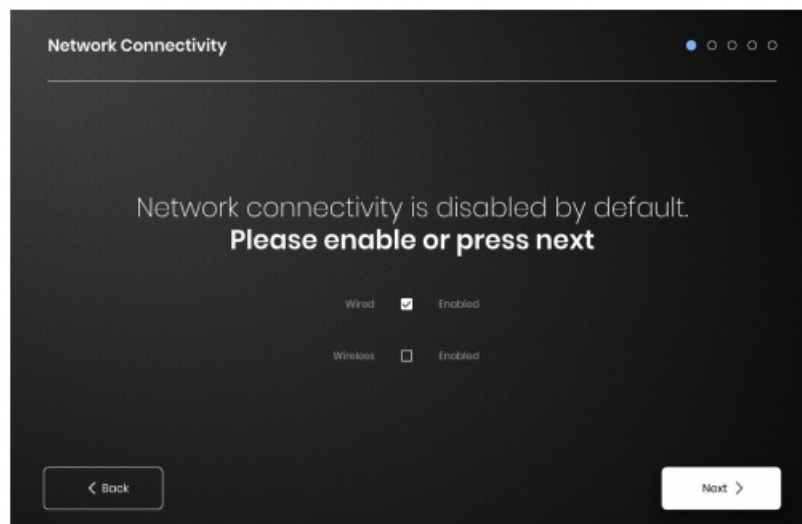 Network Connectivity
Network connectivity is disabled by default.
Please enable or press next
Wired Enabled
Wireless Enabled
Back
Next